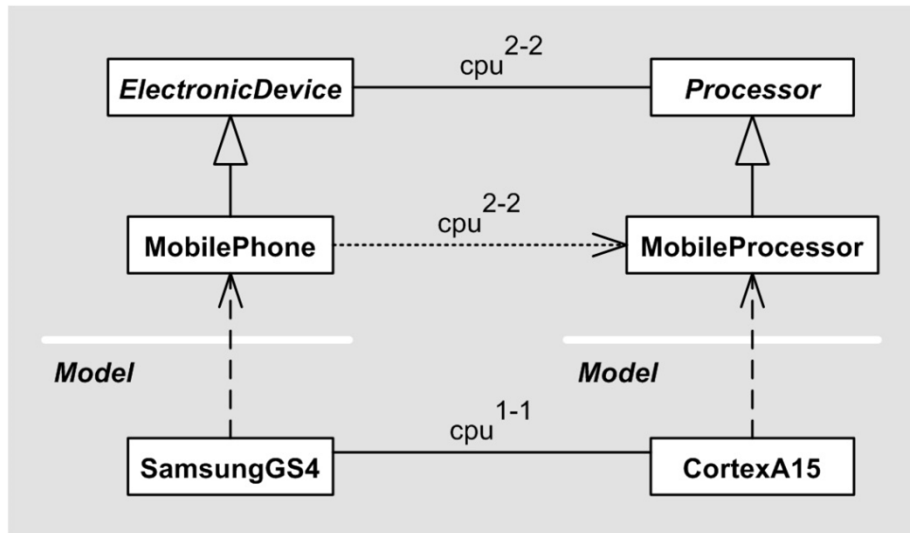 cpu2-2
ElectronicDevice
Processor
cpu2-2
MobilePhone
MobileProcessor
Model
Model
cpu1-1
SamsungGS4
CortexA15